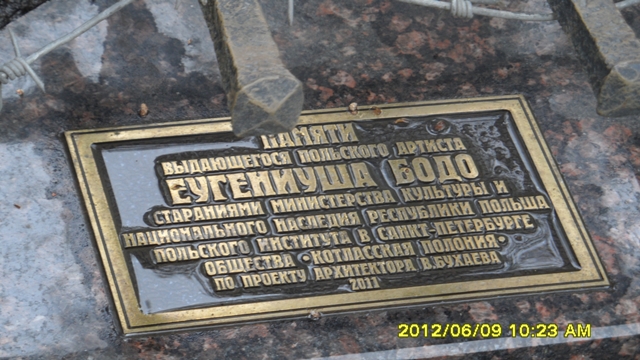 ПАМЯТИ
ВЫДАЮЩЕГОСЯ ПОЛЬСКОГО АРТИСТА
ЕУГЕНИУША БОДО
СТАРАНИЯМИ МИНИСТЕРСТВА КУЛЬТУРЫ И
НАЦИОНАЛЬНОГО НАСЛЕДИЯ РЕСПУБЛИКИ ПОЛЬША
ПОЛЬСКОГО ИНСТИТУТА В САНКТ-ПЕТЕРБУРГЕ
ОБЩЕСТВА "КОТЛАССКАЯ ПОЛОНИЯ"
ПО ПРОЕКТУ АРХИТЕКТОРА В.БУХАЕВА
2011
2012/06/09 10:23 AM